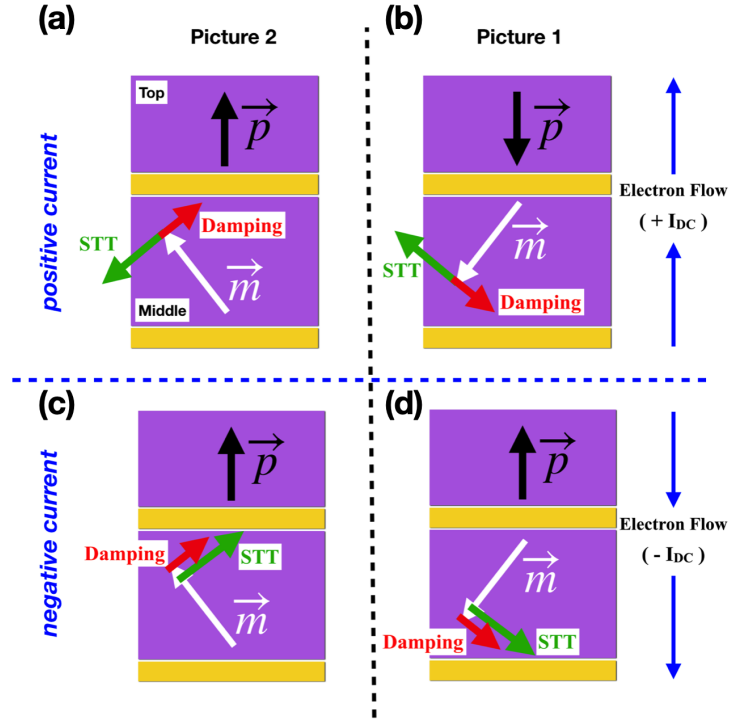 (a)
Picture 2
(b)
Picture 1
positive current
Top
p
STT
Damping
m
Middle
p
m
STT
Damping
Electron Flow
( + I_DC )
(c)
(d)
negative current
p
Damping
STT
m
p
m
Damping
STT
Electron Flow
( - I_DC )